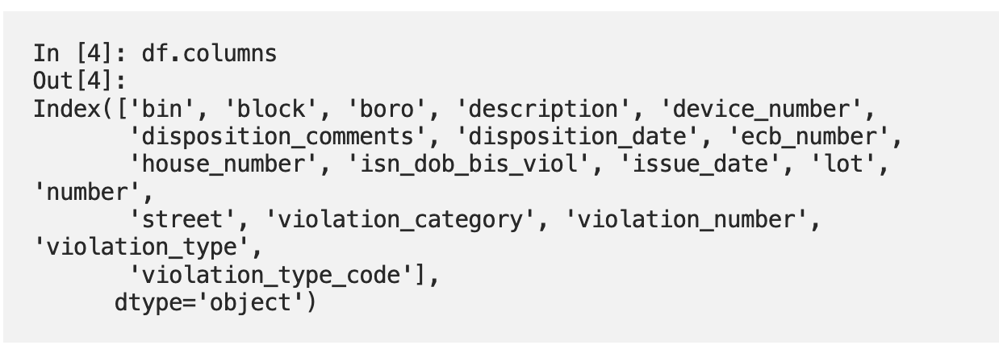 In [4]: df.columns
Out[4]:
Index(['bin', 'block', 'boro', 'description', 'device_number',
       'disposition_comments', 'disposition_date', 'ecb_number',
       'house_number', 'isn_dob_bis_viol', 'issue_date', 'lot',
'number',
       'street', 'violation_category', 'violation_number',
'violation_type',
       'violation_type_code'],
      dtype='object')